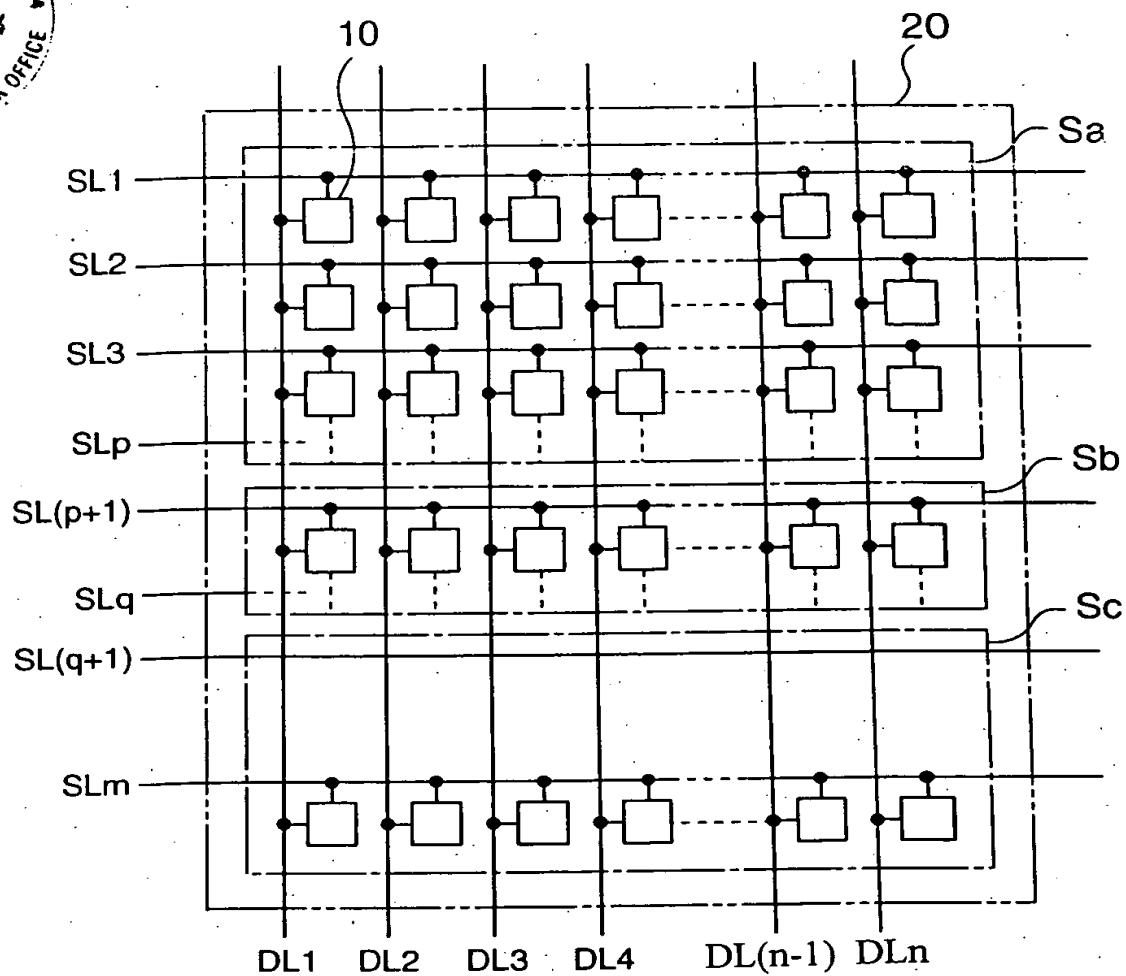 OFFICE
10
20
Sa
SL1
SL2
SL3
SLp
Sb
SL(p+1)
SLq
Sc
SL(q+1)
SLm
DL1 DL2 DL3 DL4 DL(n-1) DLn